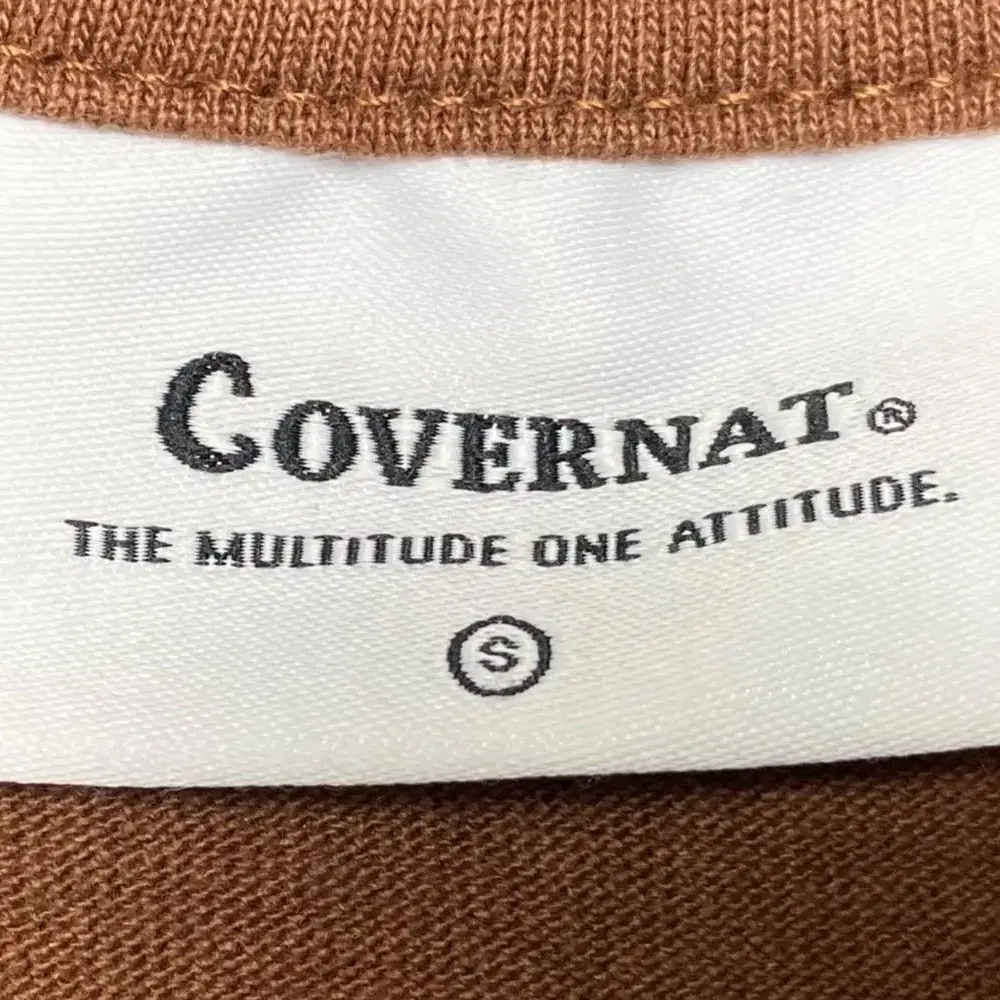 COVERNAT®
THE MULTITUDE ONE ATTITUDE.
S